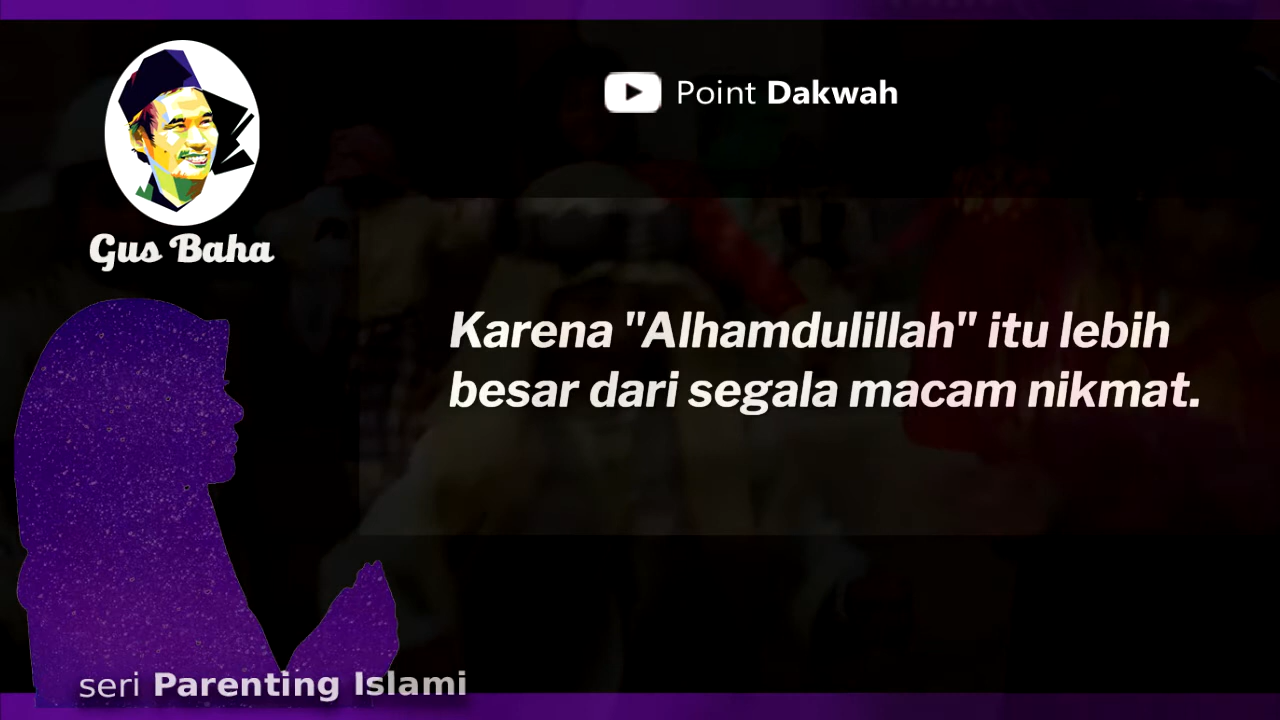 Point Dakwah
Gus Baha
Karena "Alhamdulillah" itu lebih
besar dari segala macam nikmat.
seri Parenting Islami